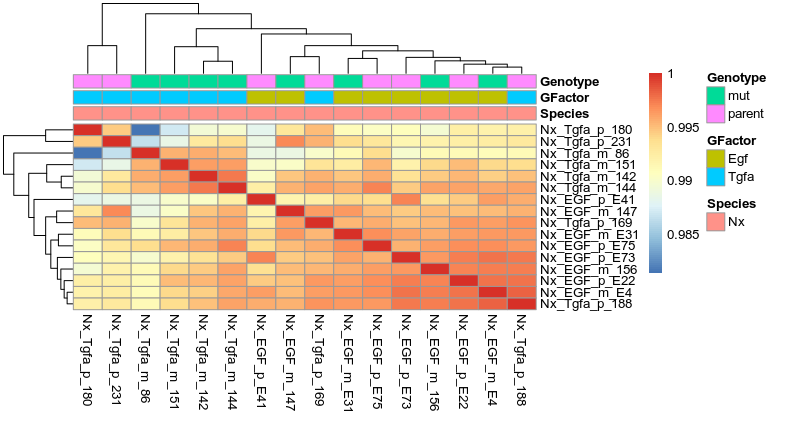 Genotype
GFactor
Species
Nx_Tgfa_p_180
Nx_Tgfa_p_231
Nx_Tgfa_m_86
Nx_Tgfa_m_151
Nx_Tgfa_m_142
Nx_Tgfa_m_144
Nx_EGF_p_E41
Nx_EGF_m_147
Nx_Tgfa_p_169
Nx_EGF_m_E31
Nx_EGF_p_E75
Nx_EGF_p_E73
Nx_EGF_m_156
Nx_EGF_p_E22
Nx_EGF_m_E4
Nx_Tgfa_p_188
Nx_Tgfa_p_180
Nx_Tgfa_p_231
Nx_Tgfa_m_86
Nx_Tgfa_m_151
Nx_Tgfa_m_142
Nx_Tgfa_m_144
Nx_EGF_p_E41
Nx_EGF_m_147
Nx_Tgfa_p_169
Nx_EGF_m_E31
Nx_EGF_p_E75
Nx_EGF_p_E73
Nx_EGF_m_156
Nx_EGF_p_E22
Nx_EGF_m_E4
Nx_Tgfa_p_188
1
0.995
0.99
0.985
Genotype
mut
parent
GFactor
Egf
Tgfa
Species
Nx